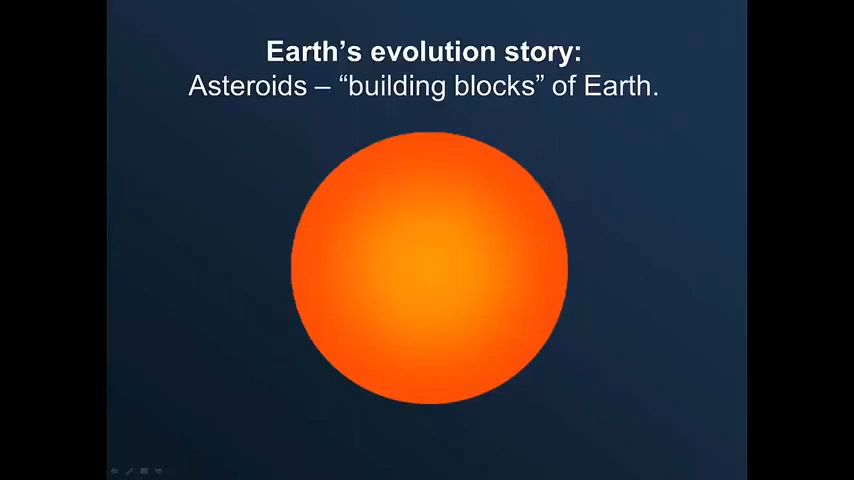 Earth’s evolution story:
Asteroids – “building blocks” of Earth.